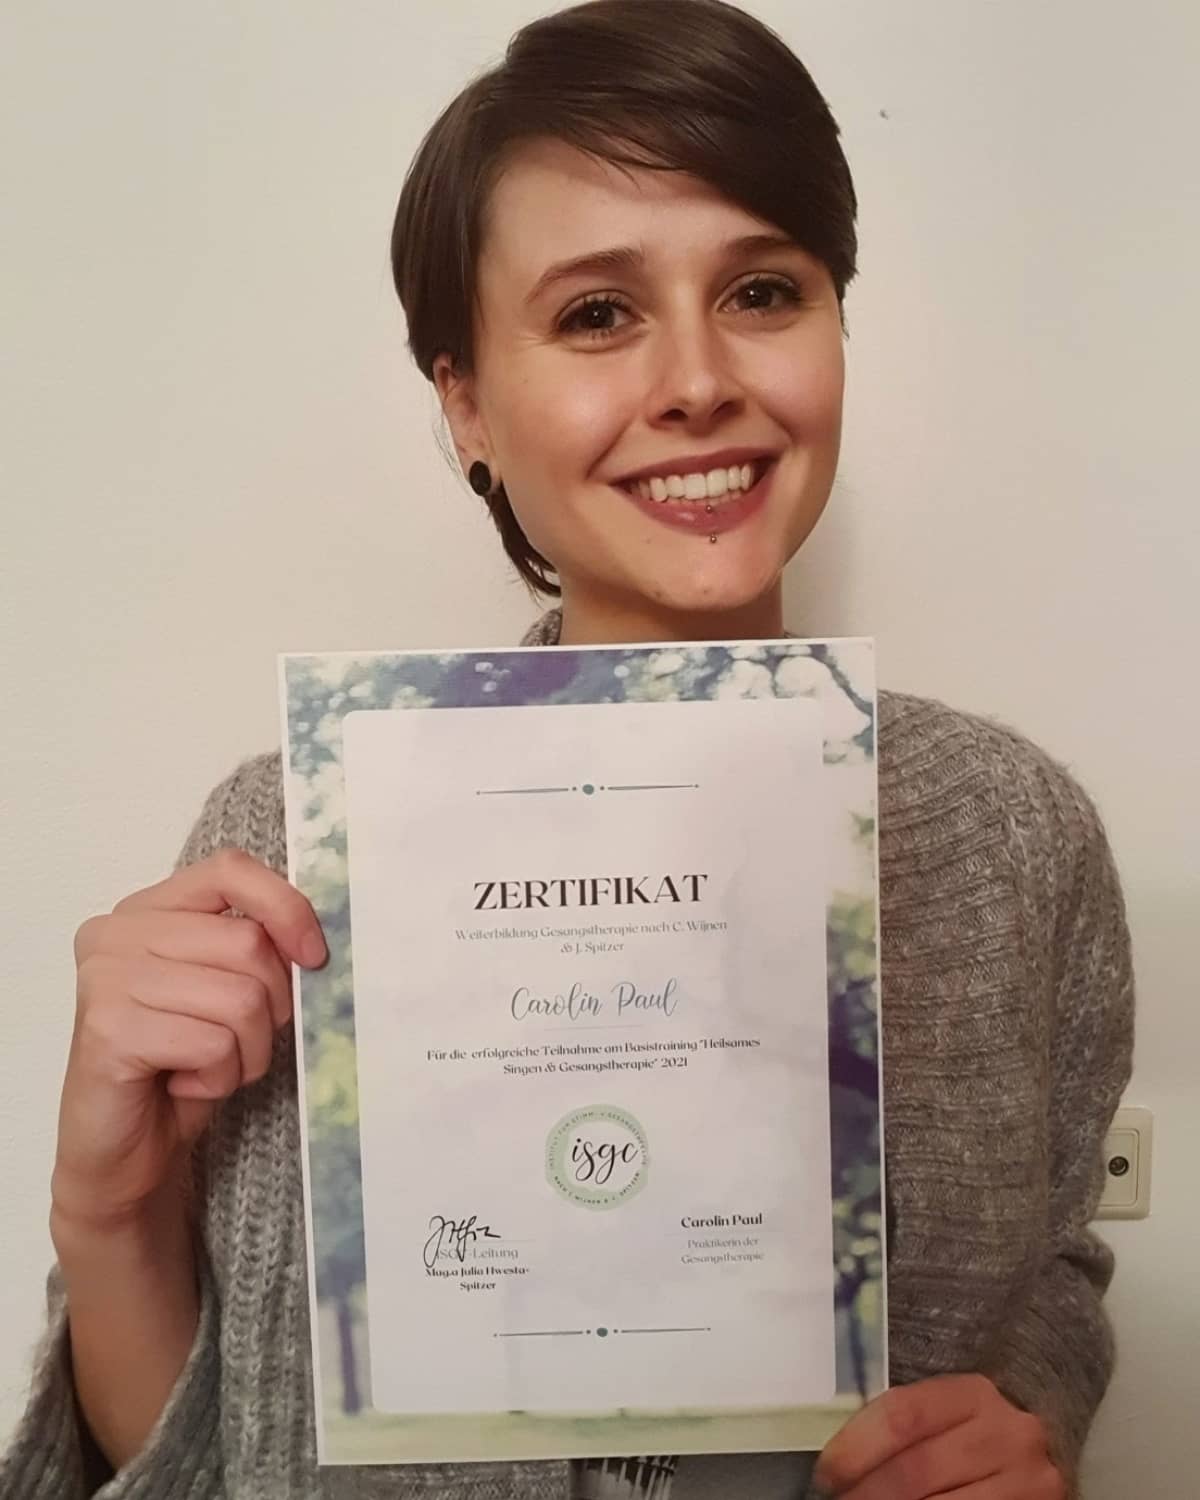 ZERTIFIKAT
Weiterbildung Gesangstherapie nach C. Wijnen
& J. Spitzer
Carolin Paul
Für die erfolgreiche Teilnahme am Basistraining "Heilsames
Singen & Gesangstherapie" 2021
INSTITUT FÜR STIMM- & GESANGSTHERAPIE
isgc
NACH C. WIJNEN & J. SPITZER
Leitung
Mag.a Julia Hwesta-
Spitzer
Carolin Paul
Praktikerin der
Gesangstherapie